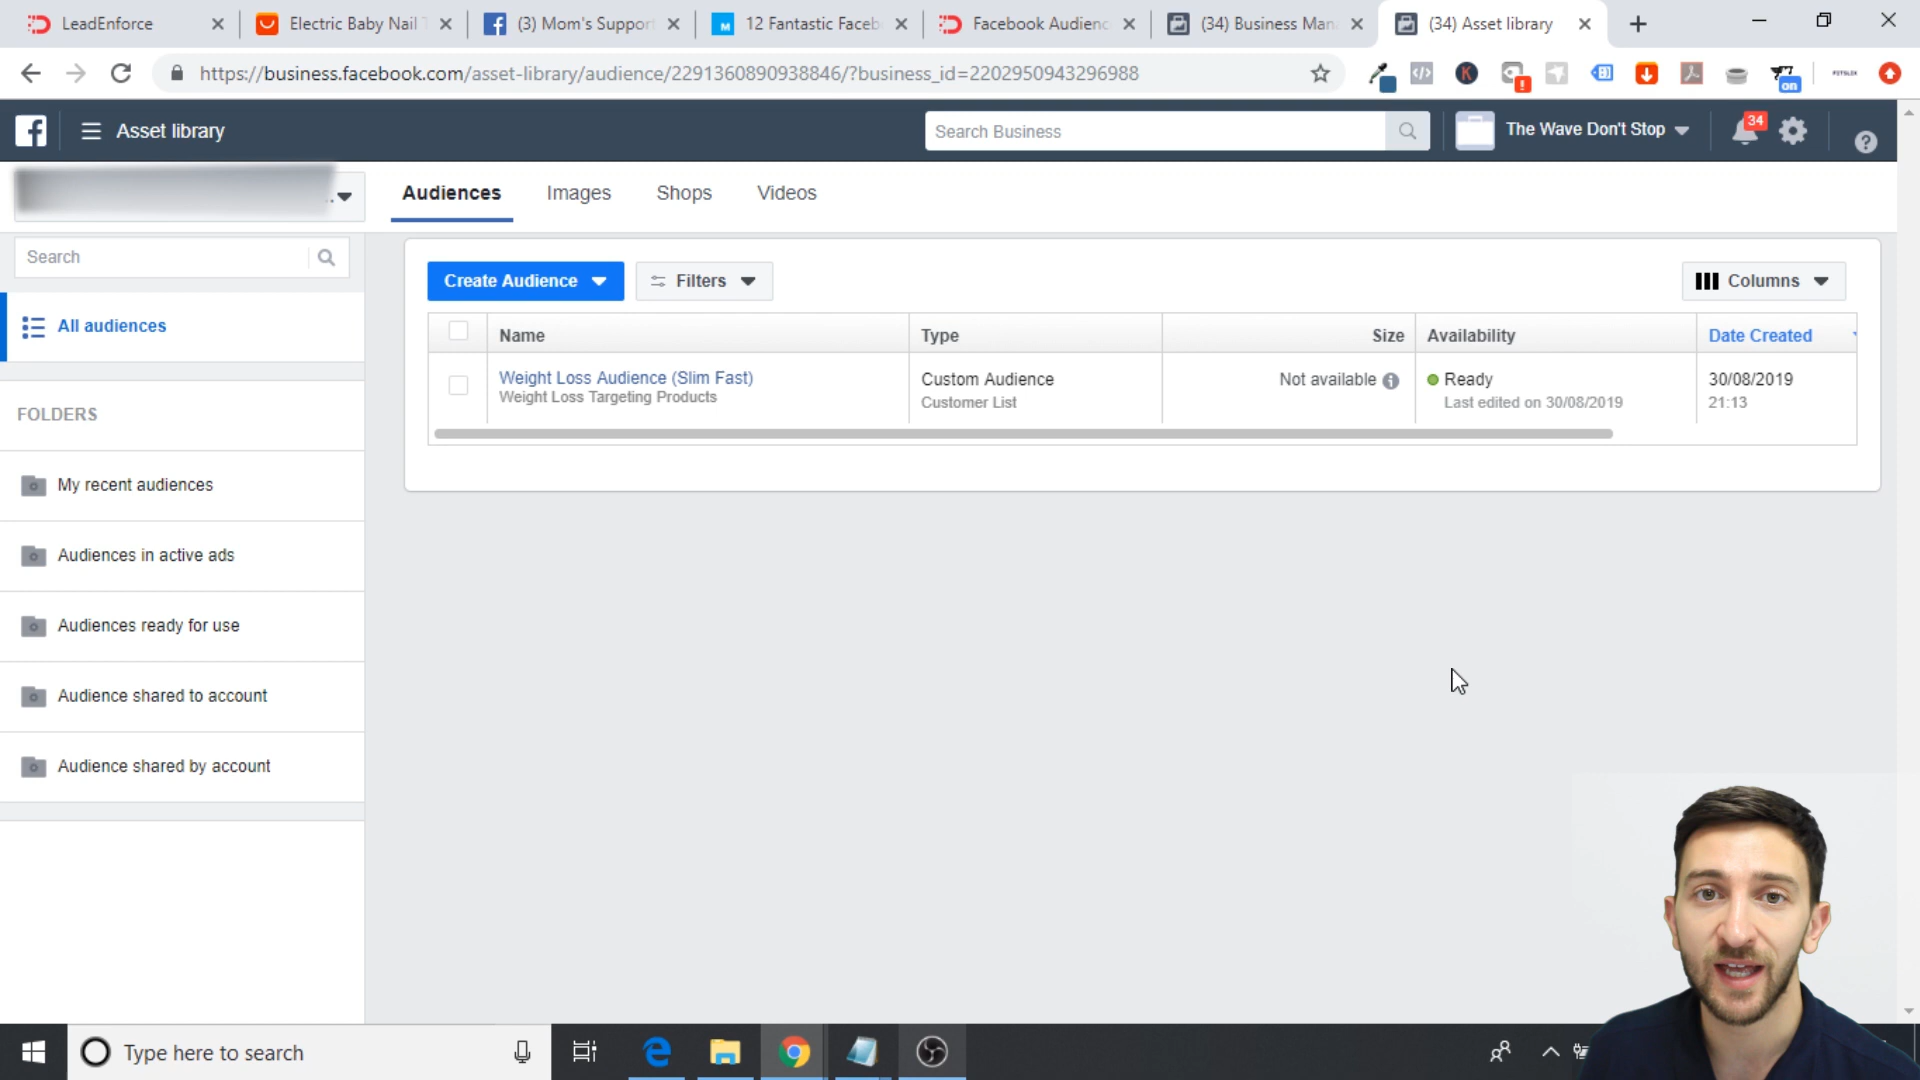 LeadEnforce
Electric Baby Nail
(3) Mom's Suppor
12 Fantastic Faceb
Facebook Audienc
(34) Business Man
(34) Asset library
https://business.facebook.com/asset-library/audience/2291360890938846/?business_id=2202950943296988
on
Asset library
Search Business
The Wave Don't Stop
34
Audiences
Images
Shops
Videos
Search
Create Audience
Filters
Columns
All audiences
Name
Type
Size
Availability
Date Created
Weight Loss Audience (Slim Fast)
Custom Audience
Not available
Ready
30/08/2019
Weight Loss Targeting Products
Customer List
Last edited on 30/08/2019
21:13
FOLDERS
My recent audiences
Audiences in active ads
Audiences ready for use
Audience shared to account
Audience shared by account
Type here to search